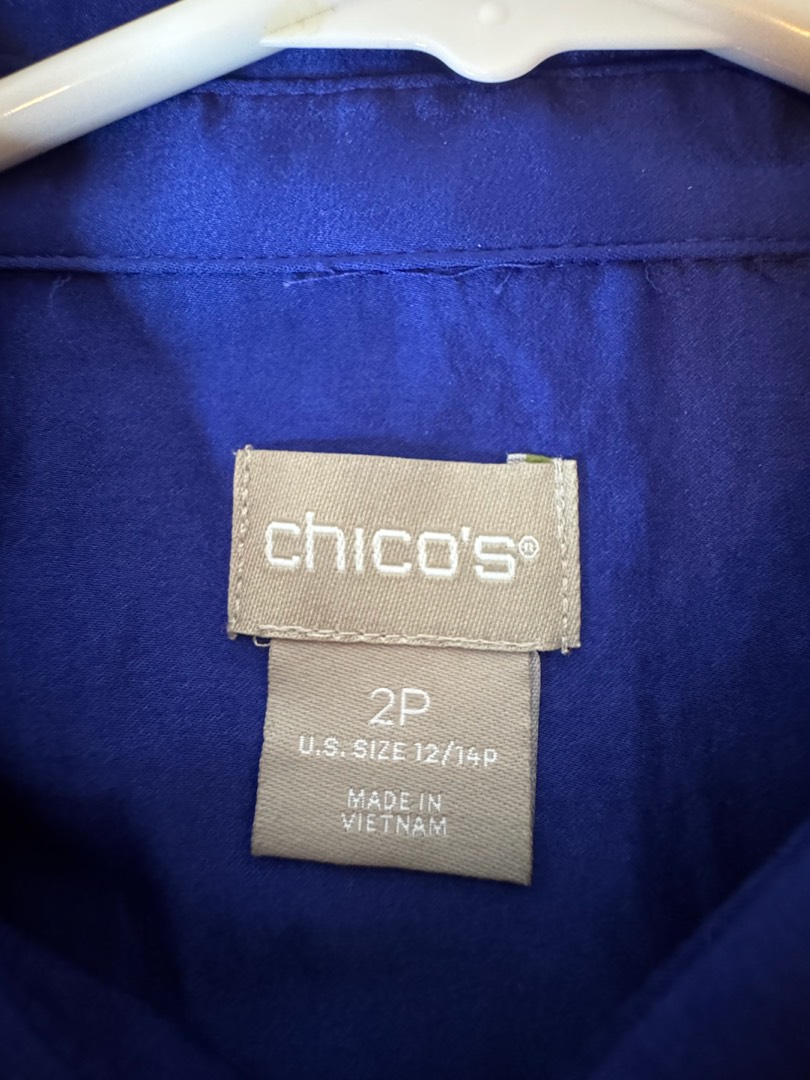 chico's®
2P
U.S. SIZE 12/14P
MADE IN
VIETNAM